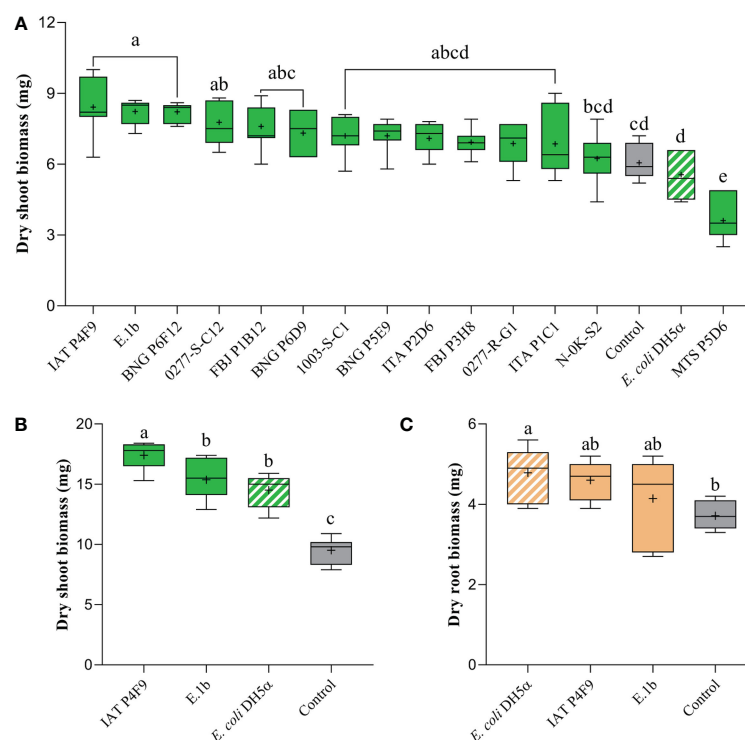 A
Dry shoot biomass (mg)
12
9
6
3
0
a
ab
abc
abcd
bcd
cd
d
e
IAT P4F9
E.1b
BNG P6F12
0277-S-C12
FBJ P1B12
BNG P6D9
1003-S-C1
BNG P5E9
ITA P2D6
FBJ P3H8
0277-R-G1
ITA P1C1
N-0K-S2
Control
E. coli DH5α
MTS P5D6
B
Dry shoot biomass (mg)
20
15
10
5
0
a
b
b
c
IAT P4F9
E.1b
E. coli DH5α
Control
C
Dry root biomass (mg)
6
4
2
0
a
ab
ab
b
E. coli DH5α
IAT P4F9
E.1b
Control